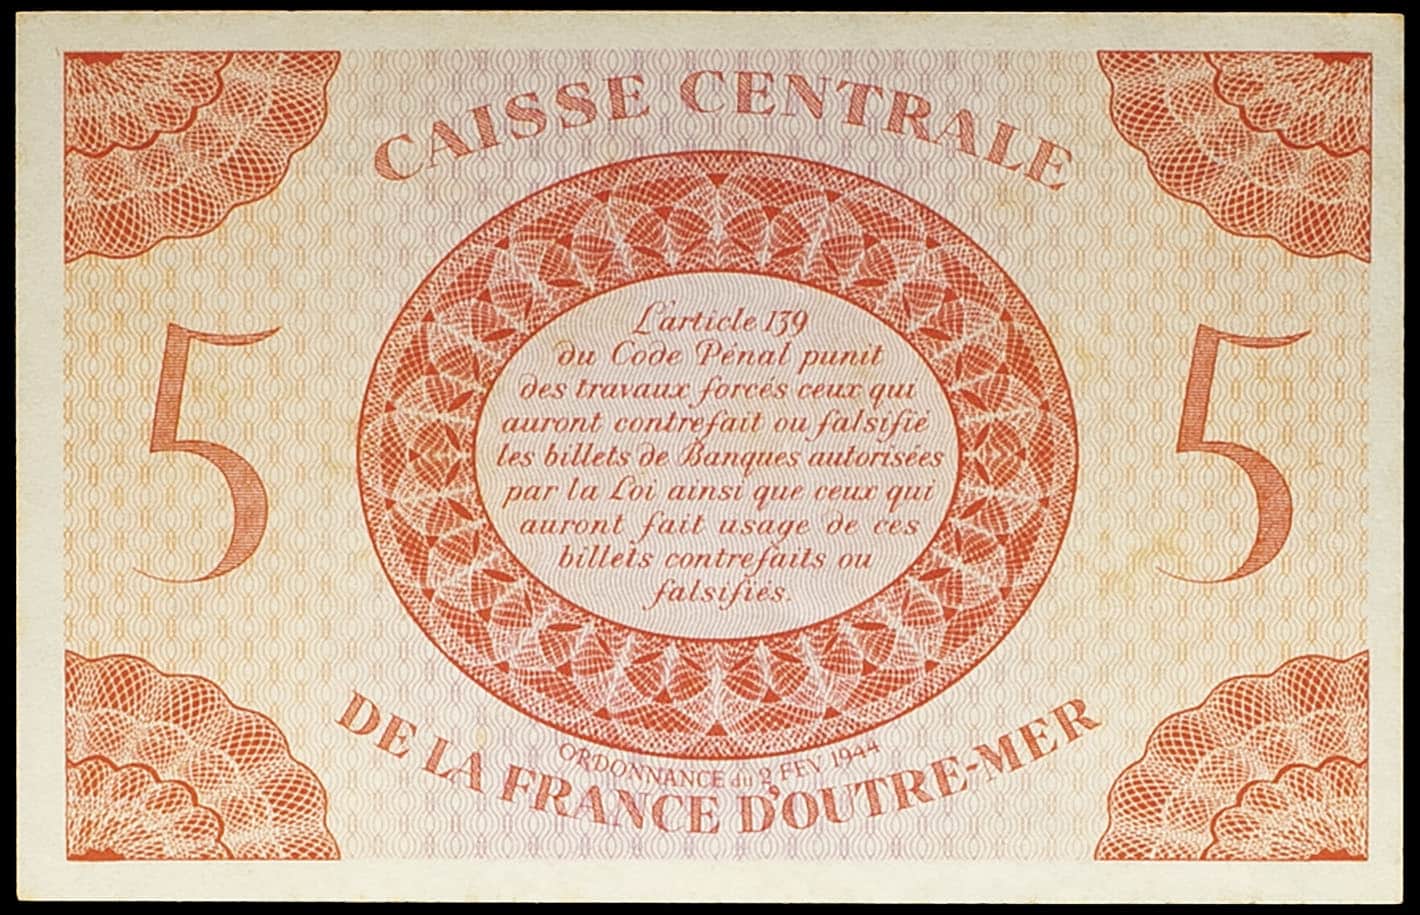 CAISSE CENTRALE
5
5
L'article 139
du Code Pénal punit
des travaux forcés ceux qui
auront contrefait ou falsifié
les billets de Banques autorisées
par la Loi ainsi que ceux qui
auront fait usage de ces
billets contrefaits ou
falsifiés.
ORDONNANCE du 2 FEV 1944
DE LA FRANCE D'OUTRE-MER